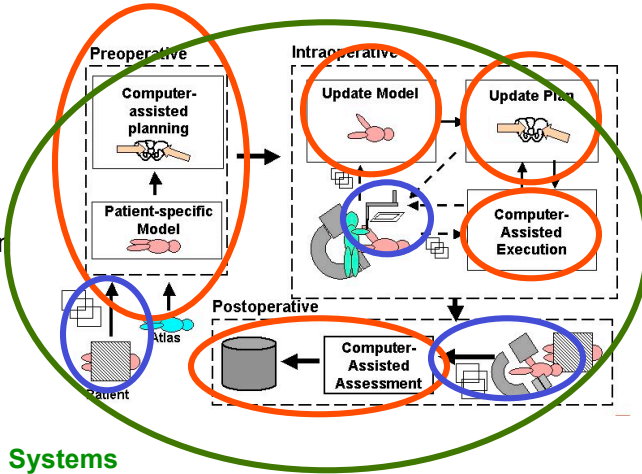 Preoperative
Computer-
assisted
planning
Patient-specific
Model
Atlas
Patient
Intraoperative
Update Model
Update Plan
Computer-
Assisted
Execution
Postoperative
Computer-
Assisted
Assessment
Systems